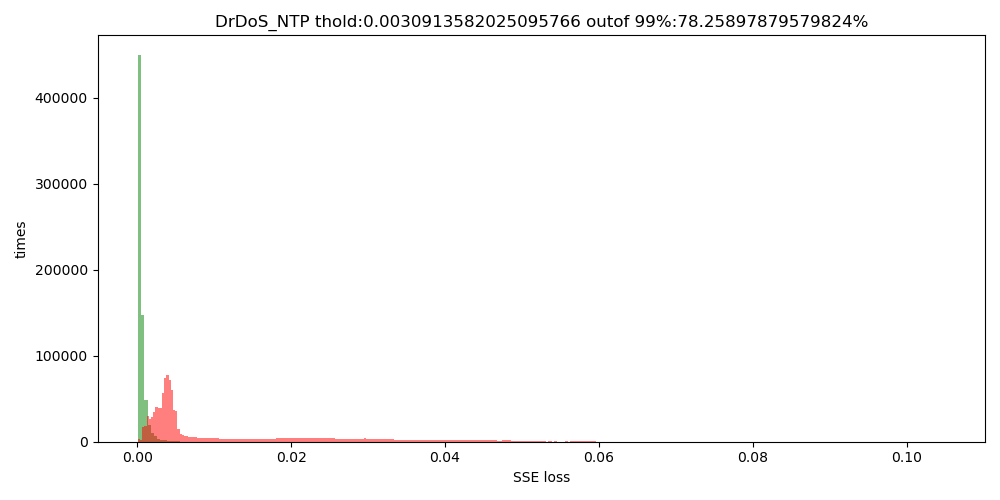 DrDoS_NTP thold:0.0030913582025095766 outof 99%:78.25897879579824%
400000
300000
200000
100000
0
times
0.00 0.02 0.04 0.06 0.08 0.10
SSE loss